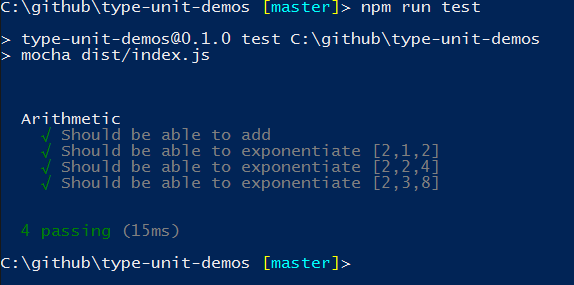 C:\github\type-unit-demos [master]> npm run test
> type-unit-demos@0.1.0 test C:\github\type-unit-demos
> mocha dist/index.js
Arithmetic
√ Should be able to add
√ Should be able to exponentiate [2,1,2]
√ Should be able to exponentiate [2,2,4]
√ Should be able to exponentiate [2,3,8]
4 passing (15ms)
C:\github\type-unit-demos [master]>